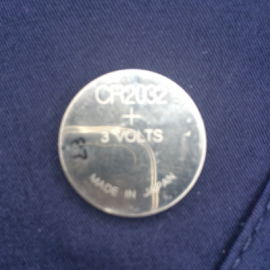 CR2032
+
3 VOLTS
MADE IN JAPAN